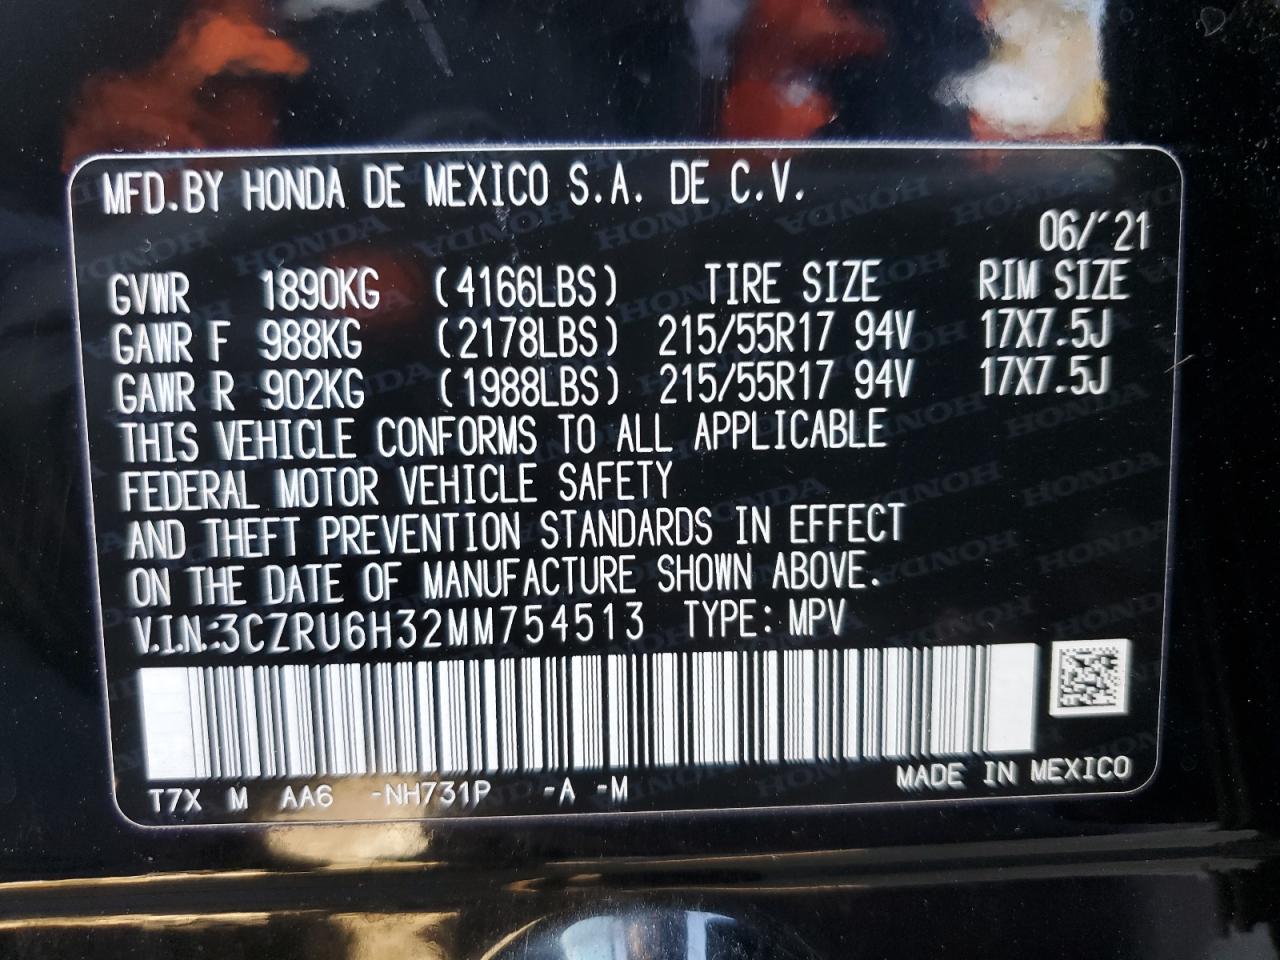 MFD.BY HONDA DE MEXICO S.A. DE C.V.
06/'21
GVWR 1890KG (4166LBS) TIRE SIZE RIM SIZE
GAWR F 988KG (2178LBS) 215/55R17 94V 17X7.5J
GAWR R 902KG (1988LBS) 215/55R17 94V 17X7.5J
THIS VEHICLE CONFORMS TO ALL APPLICABLE
FEDERAL MOTOR VEHICLE SAFETY
AND THEFT PREVENTION STANDARDS IN EFFECT
ON THE DATE OF MANUFACTURE SHOWN ABOVE.
V.I.N.:3CZRU6H32MM754513 TYPE: MPV
T7X M AA6 -NH731P -A -M
MADE IN MEXICO